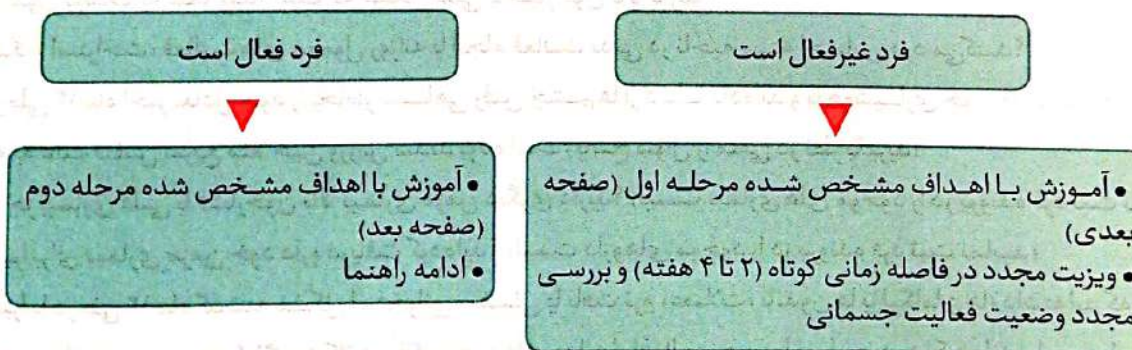 فرد غیرفعال است
• آموزش با اهداف مشخص شده مرحله اول (صفحه
بعدی)
• ویزیت مجدد در فاصله زمانی کوتاه (۲ تا ۴ هفته) و بررسی
مجدد وضعیت فعالیت جسمانی
فرد فعال است
• آموزش با اهداف مشخص شده مرحله دوم
(صفحه بعد)
• ادامه راهنما